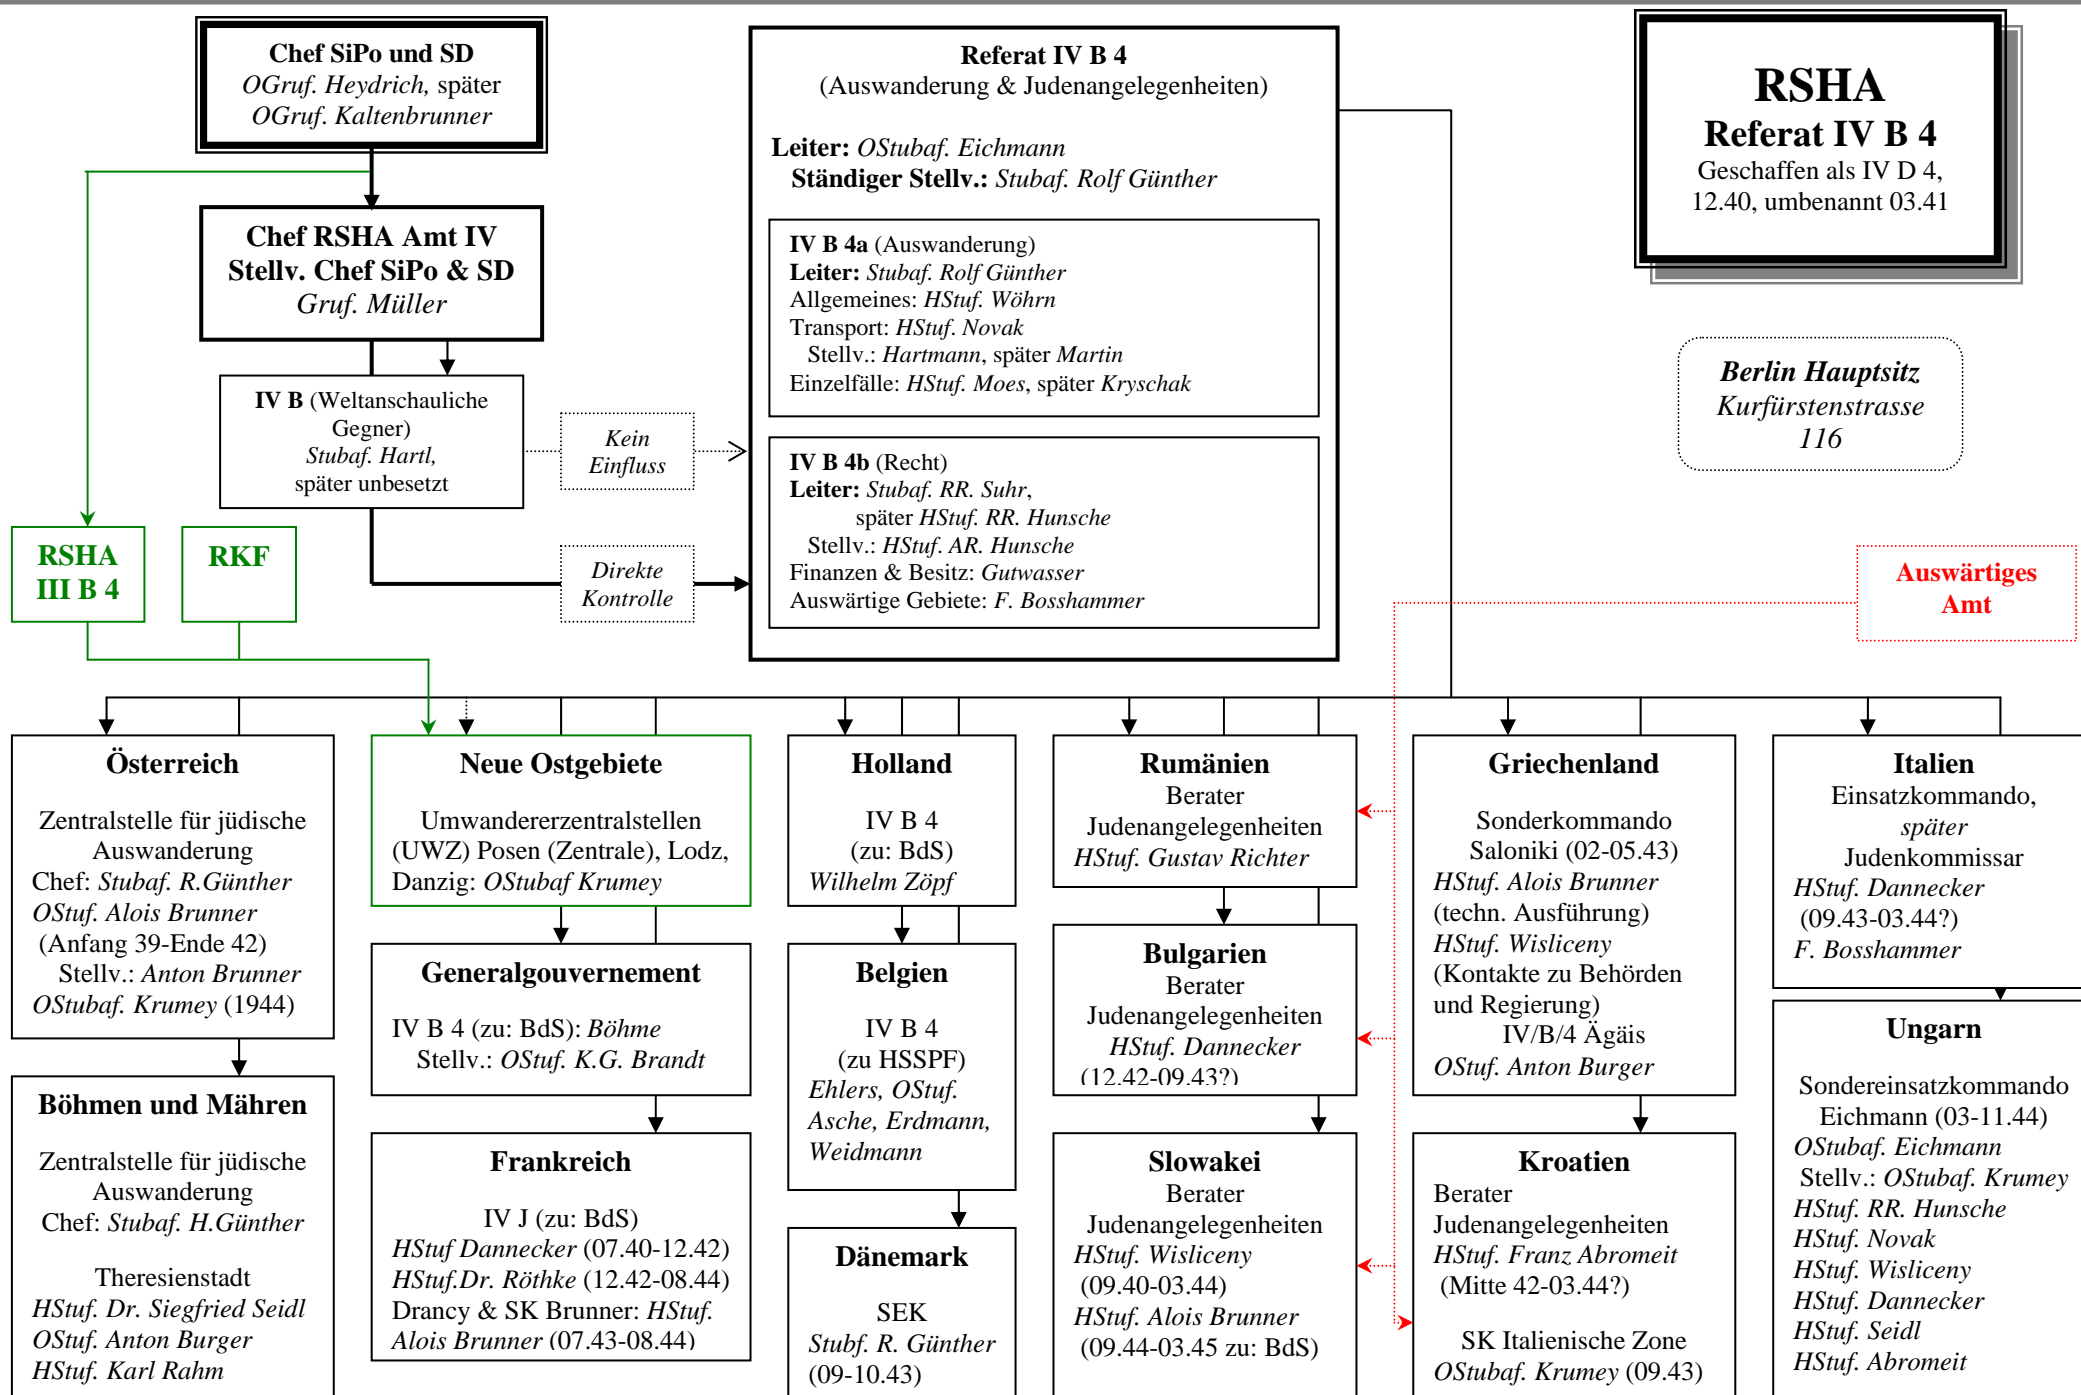 Chef SiPo und SD
OGruf. Heydrich, später
OGruf. Kaltenbrunner
Chef RSHA Amt IV
Stellv. Chef SiPo & SD
Gruf. Müller
IV B (Weltanschauliche
Gegner)
Stubaf. Hartl,
später unbesetzt
Kein
Einfluss
Direkte
Kontrolle
RSHA
III B 4
RKF
Referat IV B 4
(Auswanderung & Judenangelegenheiten)
Leiter: OStubaf. Eichmann
Ständiger Stellv.: Stubaf. Rolf Günther
IV B 4a (Auswanderung)
Leiter: Stubaf. Rolf Günther
Allgemeines: HStuf. Wöhrn
Transport: HStuf. Novak
Stellv.: Hartmann, später Martin
Einzelfälle: HStuf. Moes, später Kryschak
IV B 4b (Recht)
Leiter: Stubaf. RR. Suhr,
später HStuf. RR. Hunsche
Stellv.: HStuf. AR. Hunsche
Finanzen & Besitz: Gutwasser
Auswärtige Gebiete: F. Bosshammer
RSHA
Referat IV B 4
Geschaffen als IV D 4,
12.40, umbenannt 03.41
Berlin Hauptsitz
Kurfürstenstrasse
116
Auswärtiges
Amt
Österreich
Zentralstelle für jüdische
Auswanderung
Chef: Stubaf. R.Günther
OStuf. Alois Brunner
(Anfang 39-Ende 42)
Stellv.: Anton Brunner
OStubaf. Krumey (1944)
Böhmen und Mähren
Zentralstelle für jüdische
Auswanderung
Chef: Stubaf. H.Günther
Theresienstadt
HStuf. Dr. Siegfried Seidl
OStuf. Anton Burger
HStuf. Karl Rahm
Neue Ostgebiete
Umwandererzentralstellen
(UWZ) Posen (Zentrale), Lodz,
Danzig: OStubaf Krumey
Generalgouvernement
IV B 4 (zu: BdS): Böhme
Stellv.: OStuf. K.G. Brandt
Frankreich
IV J (zu: BdS)
HStuf Dannecker (07.40-12.42)
HStuf.Dr. Röthke (12.42-08.44)
Drancy & SK Brunner: HStuf.
Alois Brunner (07.43-08.44)
Holland
IV B 4
(zu: BdS)
Wilhelm Zöpf
Belgien
IV B 4
(zu HSSPF)
Ehlers, OStuf.
Asche, Erdmann,
Weidmann
Dänemark
SEK
Stubf. R. Günther
(09-10.43)
Rumänien
Berater
Judenangelegenheiten
HStuf. Gustav Richter
Bulgarien
Berater
Judenangelegenheiten
HStuf. Dannecker
(12.42-09.43?)
Slowakei
Berater
Judenangelegenheiten
HStuf. Wisliceny
(09.40-03.44)
HStuf. Alois Brunner
(09.44-03.45 zu: BdS)
Griechenland
Sonderkommando
Saloniki (02-05.43)
HStuf. Alois Brunner
(techn. Ausführung)
HStuf. Wisliceny
(Kontakte zu Behörden
und Regierung)
IV/B/4 Ägäis
OStuf. Anton Burger
Kroatien
Berater
Judenangelegenheiten
HStuf. Franz Abromeit
(Mitte 42-03.44?)
SK Italienische Zone
OStubaf. Krumey (09.43)
Italien
Einsatzkommando,
später
Judenkommissar
HStuf. Dannecker
(09.43-03.44?)
F. Bosshammer
Ungarn
Sondereinsatzkommando
Eichmann (03-11.44)
OStubaf. Eichmann
Stellv.: OStubaf. Krumey
HStuf. RR. Hunsche
HStuf. Novak
HStuf. Wisliceny
HStuf. Dannecker
HStuf. Seidl
HStuf. Abromeit